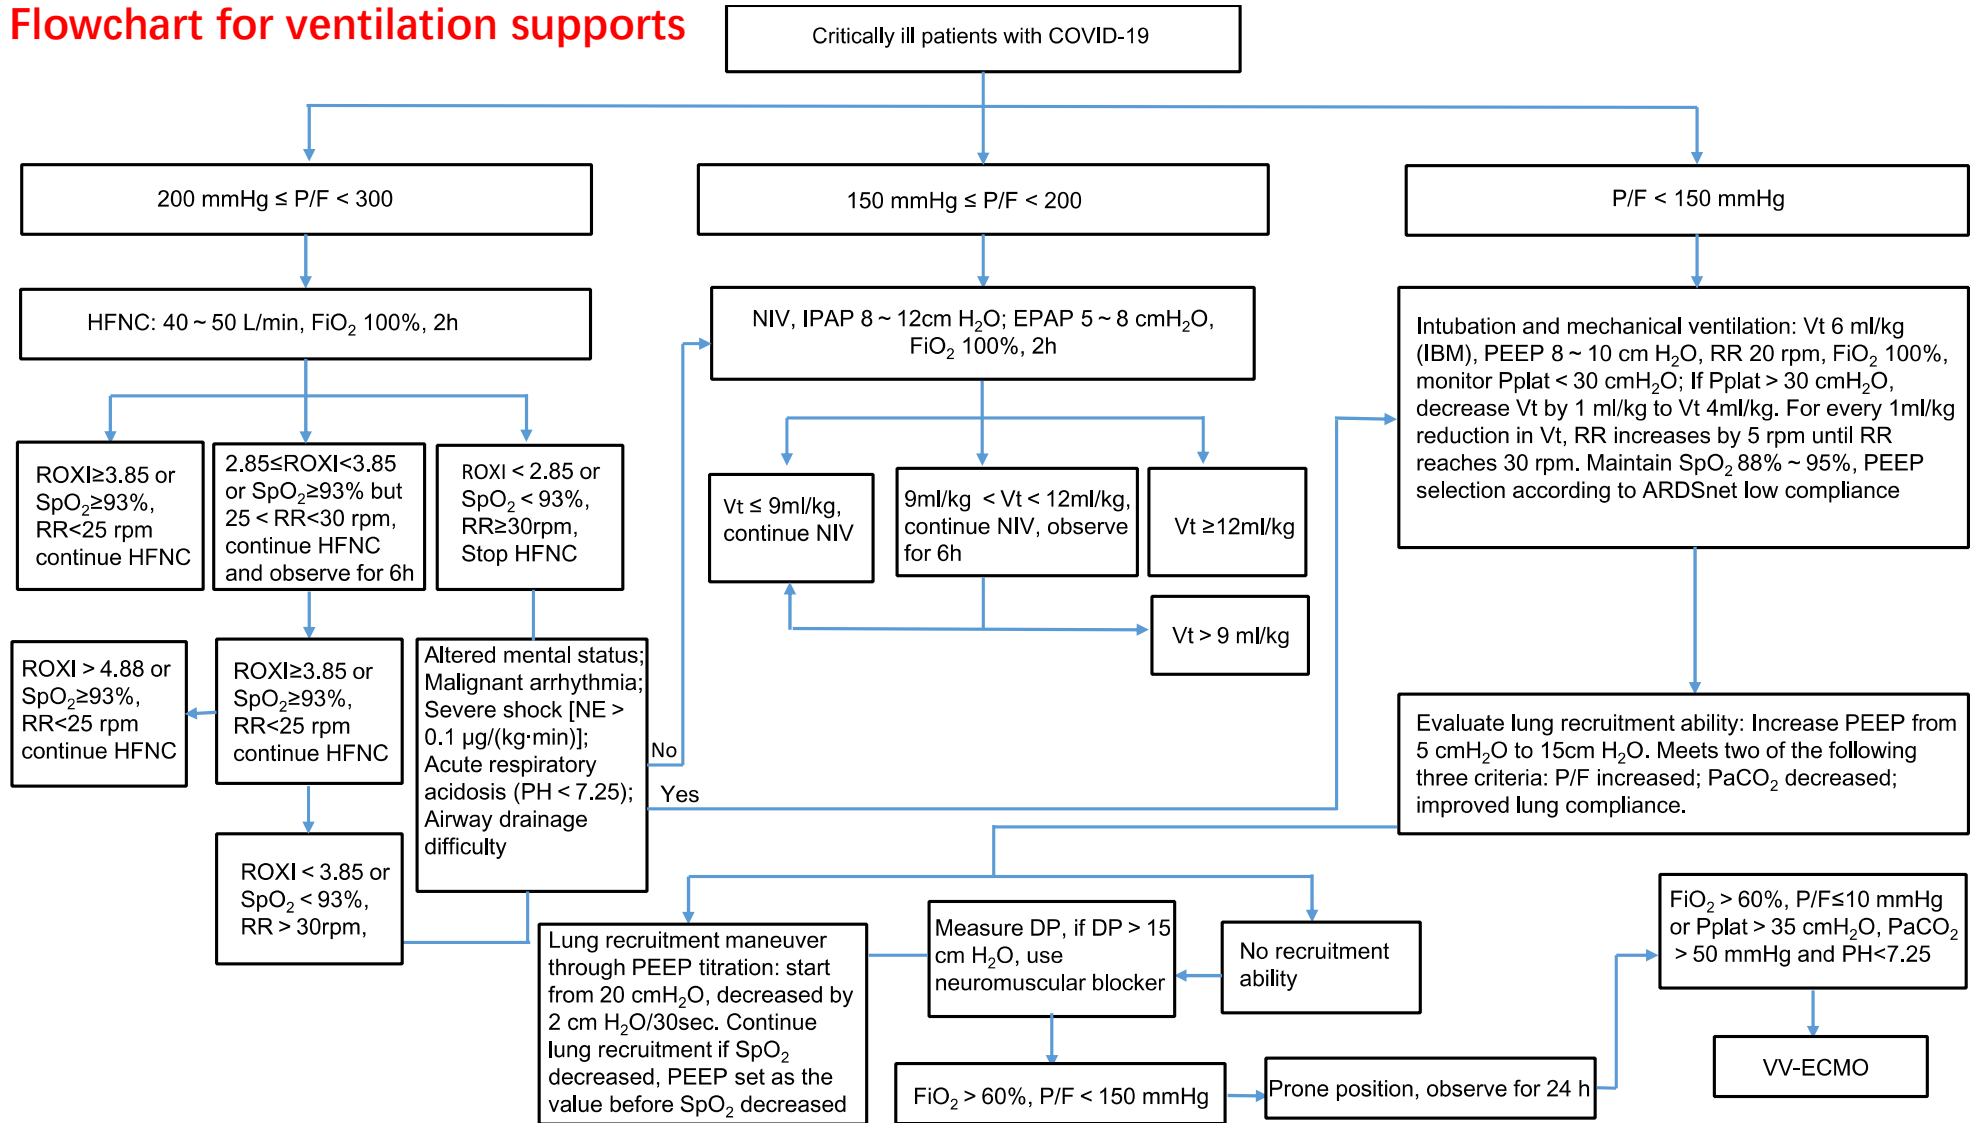 Flowchart for ventilation supports
Critically ill patients with COVID-19
200 mmHg ≤ P/F < 300
150 mmHg ≤ P/F < 200
P/F < 150 mmHg
HFNC: 40 ~ 50 L/min, FiO₂ 100%, 2h
NIV, IPAP 8 ~ 12cm H₂O; EPAP 5 ~ 8 cmH₂O,
FiO₂ 100%, 2h
Intubation and mechanical ventilation: Vt 6 ml/kg
(IBM), PEEP 8 ~ 10 cm H₂O, RR 20 rpm, FiO₂ 100%,
monitor Pplat < 30 cmH₂O; If Pplat > 30 cmH₂O,
decrease Vt by 1 ml/kg to Vt 4ml/kg. For every 1ml/kg
reduction in Vt, RR increases by 5 rpm until RR
reaches 30 rpm. Maintain SpO₂ 88% ~ 95%, PEEP
selection according to ARDSnet low compliance
ROXI≥3.85 or
SpO₂≥93%,
RR<25 rpm
continue HFNC
2.85≤ROXI<3.85
or SpO₂≥93% but
25 < RR<30 rpm,
continue HFNC
and observe for 6h
ROXI < 2.85 or
SpO₂ < 93%,
RR≥30rpm,
Stop HFNC
Vt ≤ 9ml/kg,
continue NIV
9ml/kg < Vt < 12ml/kg,
continue NIV, observe
for 6h
Vt ≥12ml/kg
Vt > 9 ml/kg
ROXI > 4.88 or
SpO₂≥93%,
RR<25 rpm
continue HFNC
ROXI≥3.85 or
SpO₂≥93%,
RR<25 rpm
continue HFNC
Altered mental status;
Malignant arrhythmia;
Severe shock [NE >
0.1 μg/(kg·min)];
Acute respiratory
acidosis (PH < 7.25);
Airway drainage
difficulty
No
Yes
Evaluate lung recruitment ability: Increase PEEP from
5 cmH₂O to 15cm H₂O. Meets two of the following
three criteria: P/F increased; PaCO₂ decreased;
improved lung compliance.
ROXI < 3.85 or
SpO₂ < 93%,
RR > 30rpm,
Lung recruitment maneuver
through PEEP titration: start
from 20 cmH₂O, decreased by
2 cm H₂O/30sec. Continue
lung recruitment if SpO₂
decreased, PEEP set as the
value before SpO₂ decreased
Measure DP, if DP > 15
cm H₂O, use
neuromuscular blocker
No recruitment
ability
FiO₂ > 60%, P/F≤10 mmHg
or Pplat > 35 cmH₂O, PaCO₂
> 50 mmHg and PH<7.25
FiO₂ > 60%, P/F < 150 mmHg
Prone position, observe for 24 h
VV-ECMO